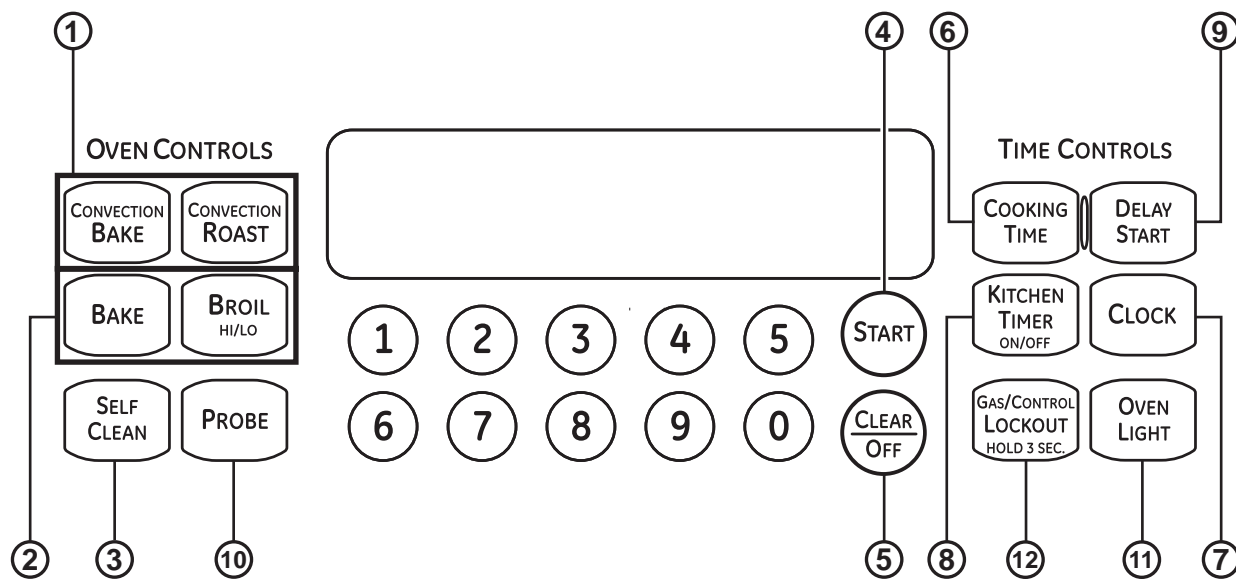 1
4
6
9
OVEN CONTROLS
TIME CONTROLS
CONVECTION
BAKE
CONVECTION
ROAST
COOKING
TIME
DELAY
START
BAKE
BROIL
HI/LO
1 2 3 4 5
START
KITCHEN
TIMER
ON/OFF
CLOCK
SELF
CLEAN
PROBE
6 7 8 9 0
CLEAR
OFF
GAS/CONTROL
LOCKOUT
HOLD 3 SEC.
OVEN
LIGHT
2
3
10
5
8
12
11
7